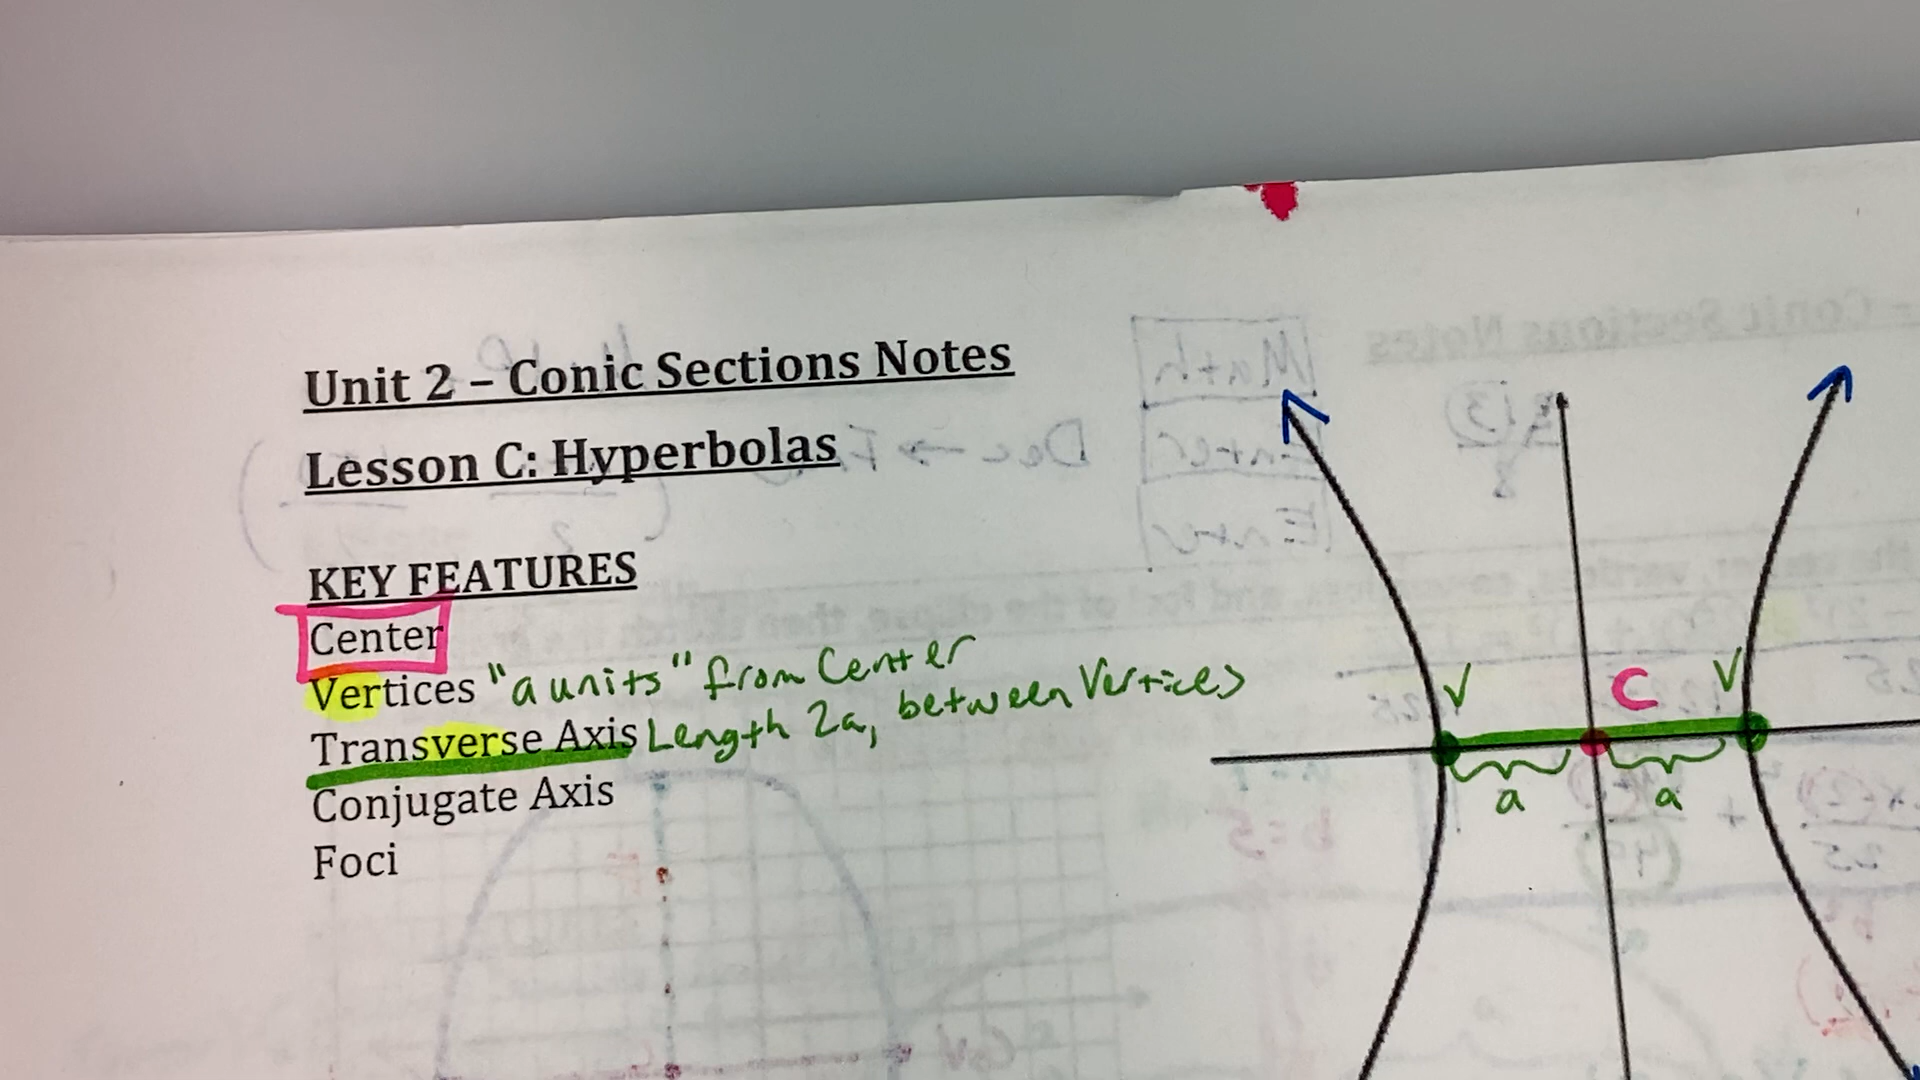 Unit 2 – Conic Sections Notes
Lesson C: Hyperbolas
KEY FEATURES
Center
Vertices "a units" from Center
Transverse Axis Length 2a, between Vertices
Conjugate Axis
Foci
V C V
a a